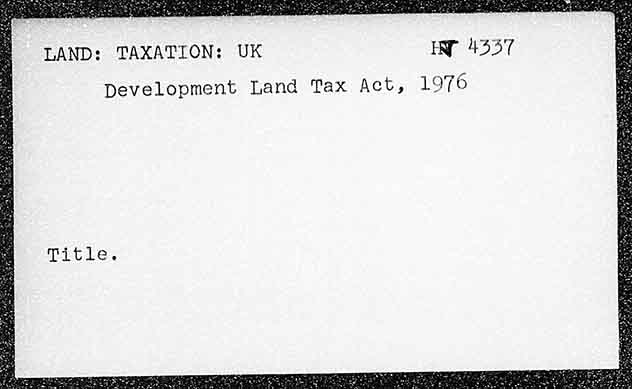 LAND: TAXATION: UK 4337
Development Land Tax Act, 1976
Title.